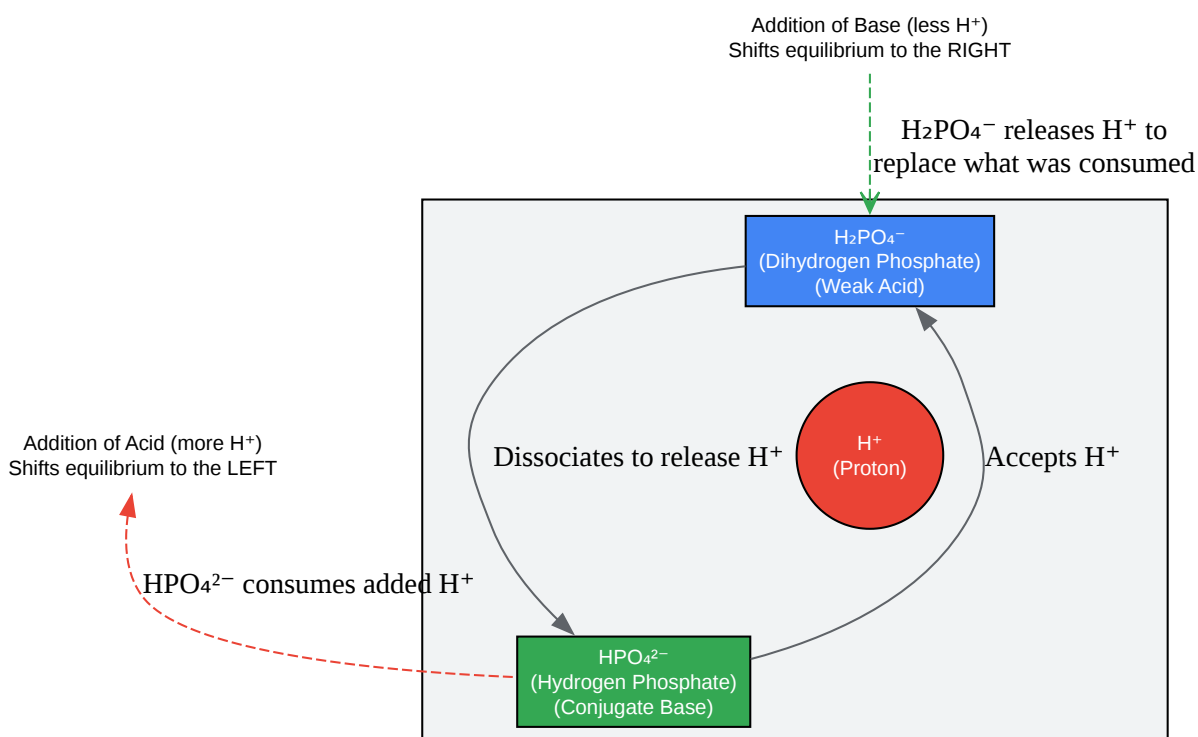 Addition of Base (less H⁺)
Shifts equilibrium to the RIGHT
H₂PO₄⁻ releases H⁺ to
replace what was consumed
H₂PO₄⁻
(Dihydrogen Phosphate)
(Weak Acid)
Addition of Acid (more H⁺)
Shifts equilibrium to the LEFT
Dissociates to release H⁺
H⁺
(Proton)
Accepts H⁺
HPO₄²⁻ consumes added H⁺
HPO₄²⁻
(Hydrogen Phosphate)
(Conjugate Base)